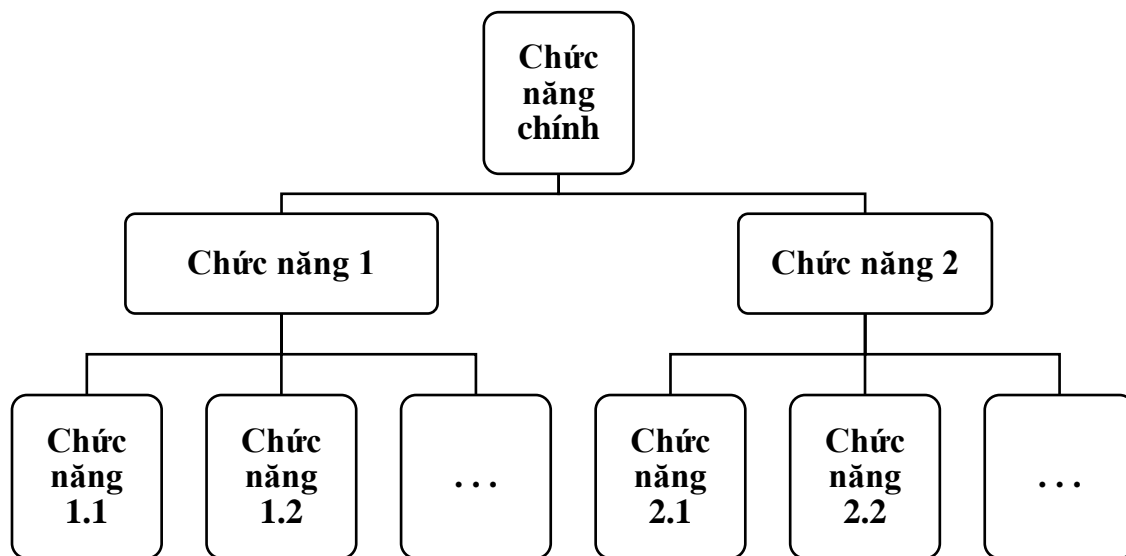 Chức
năng
chính
Chức năng 1
Chức năng 2
Chức
năng
1.1
Chức
năng
1.2
. . .
Chức
năng
2.1
Chức
năng
2.2
. . .